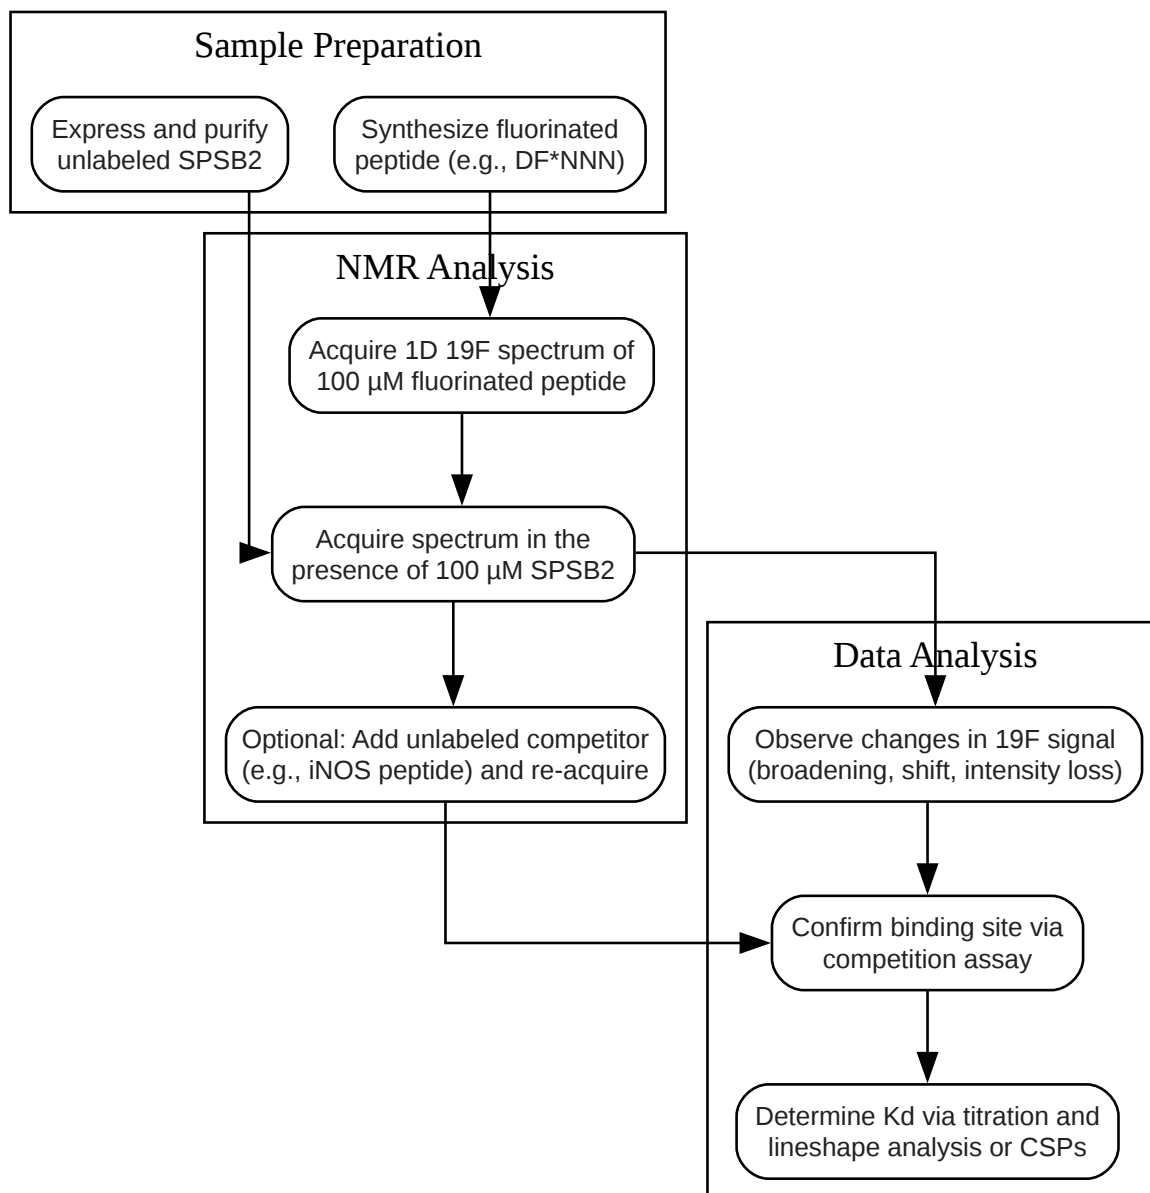 Sample Preparation
Express and purify
unlabeled SPSB2
Synthesize fluorinated
peptide (e.g., DF*NNN)
NMR Analysis
Acquire 1D 19F spectrum of
100 µM fluorinated peptide
Acquire spectrum in the
presence of 100 µM SPSB2
Optional: Add unlabeled competitor
(e.g., iNOS peptide) and re-acquire
Data Analysis
Observe changes in 19F signal
(broadening, shift, intensity loss)
Confirm binding site via
competition assay
Determine Kd via titration and
lineshape analysis or CSPs